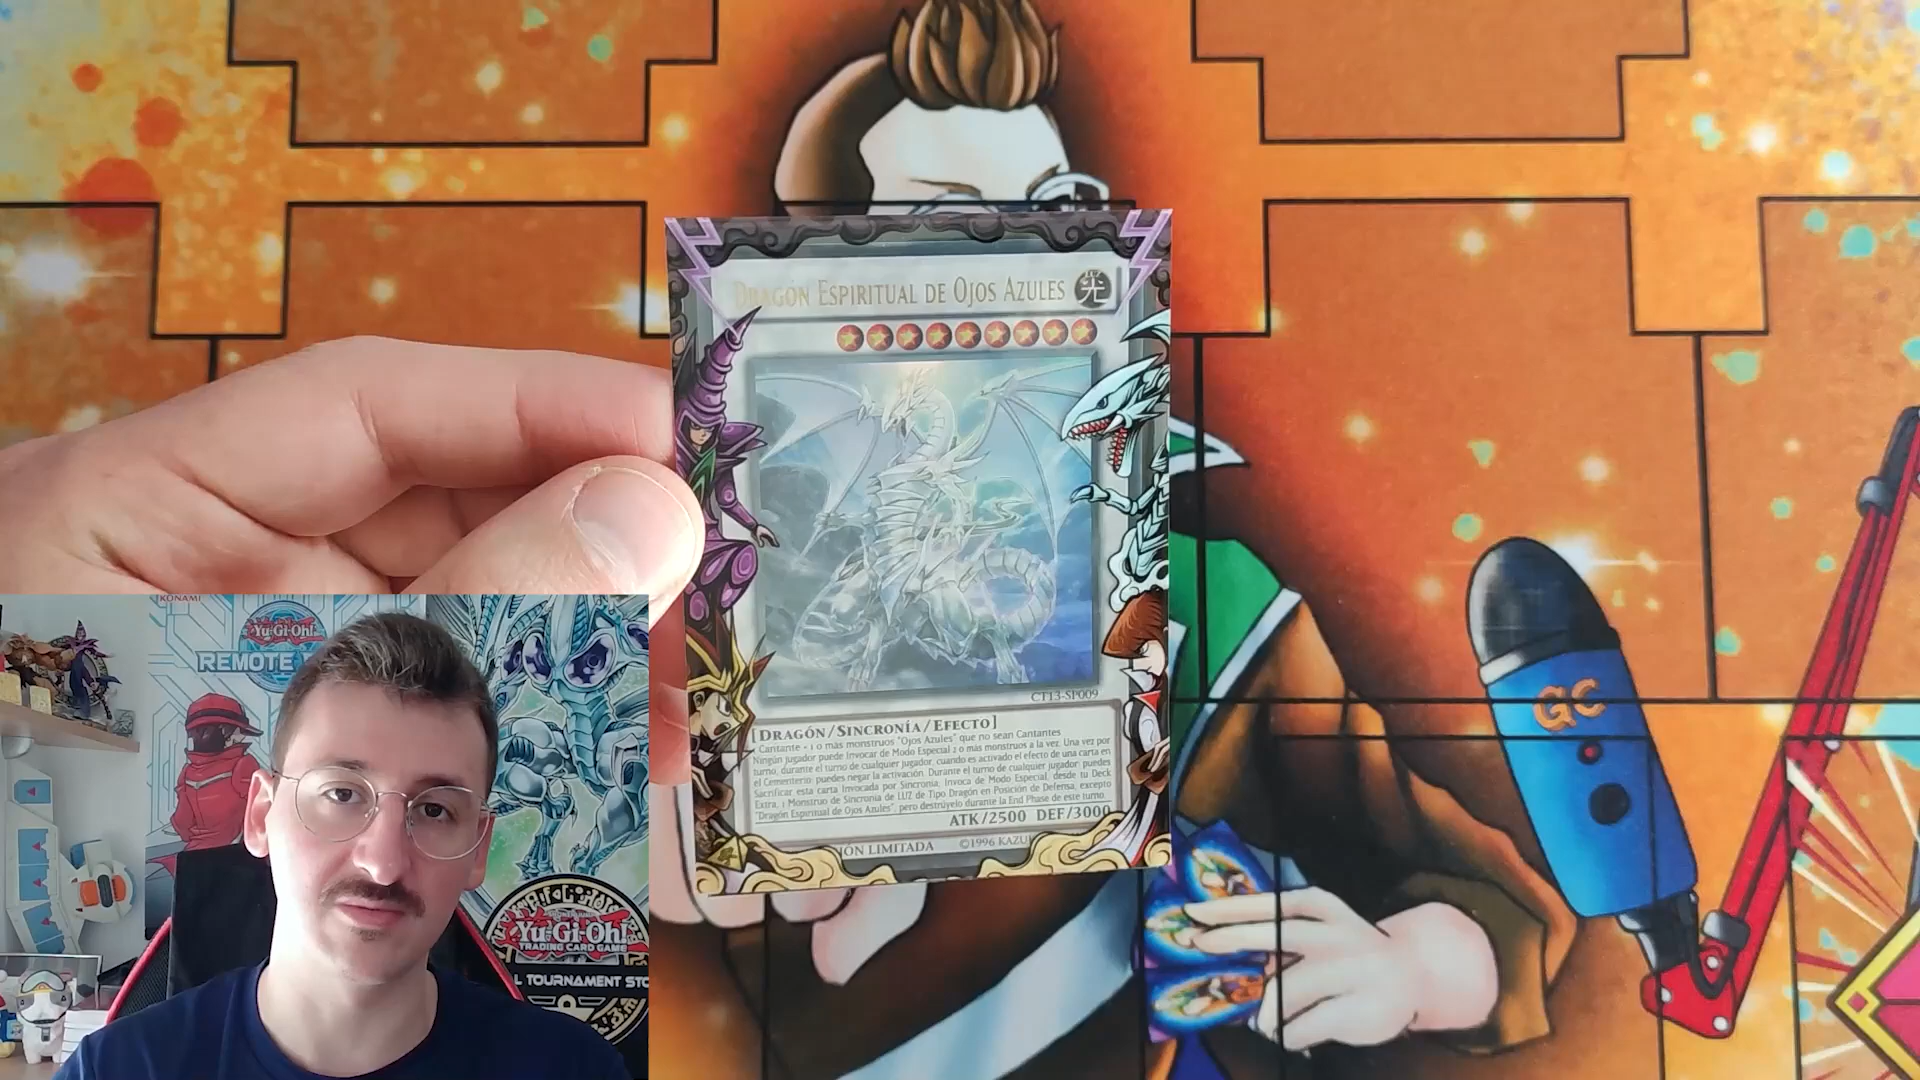 DRAGÓN ESPIRITUAL DE OJOS AZULES
光
CT13-SP009
[DRAGÓN/SINCRONÍA/EFECTO]
1 Cantante + 1 o más monstruos "Ojos Azules" que no sean Cantantes
Ningún jugador puede Invocar de Modo Especial 2 o más monstruos a la vez. Una vez por
turno, durante el turno de cualquier jugador, cuando es activado el efecto de una carta en
el Cementerio: puedes negar la activación. Durante el turno de cualquier jugador: puedes
Sacrificar esta carta Invocada por Sincronía; Invoca de Modo Especial, desde tu Deck
Extra, 1 Monstruo de Sincronía de LUZ de Tipo Dragón en Posición de Defensa, excepto
"Dragón Espiritual de Ojos Azules", pero destrúyelo durante la End Phase de este turno.
ATK/2500 DEF/3000
LIMITADA ©1996
GC
KONAMI
Yu-Gi-Oh!
REMOTE
Yu-Gi-Oh!
TRADING CARD GAME
L TOURNAMENT STO